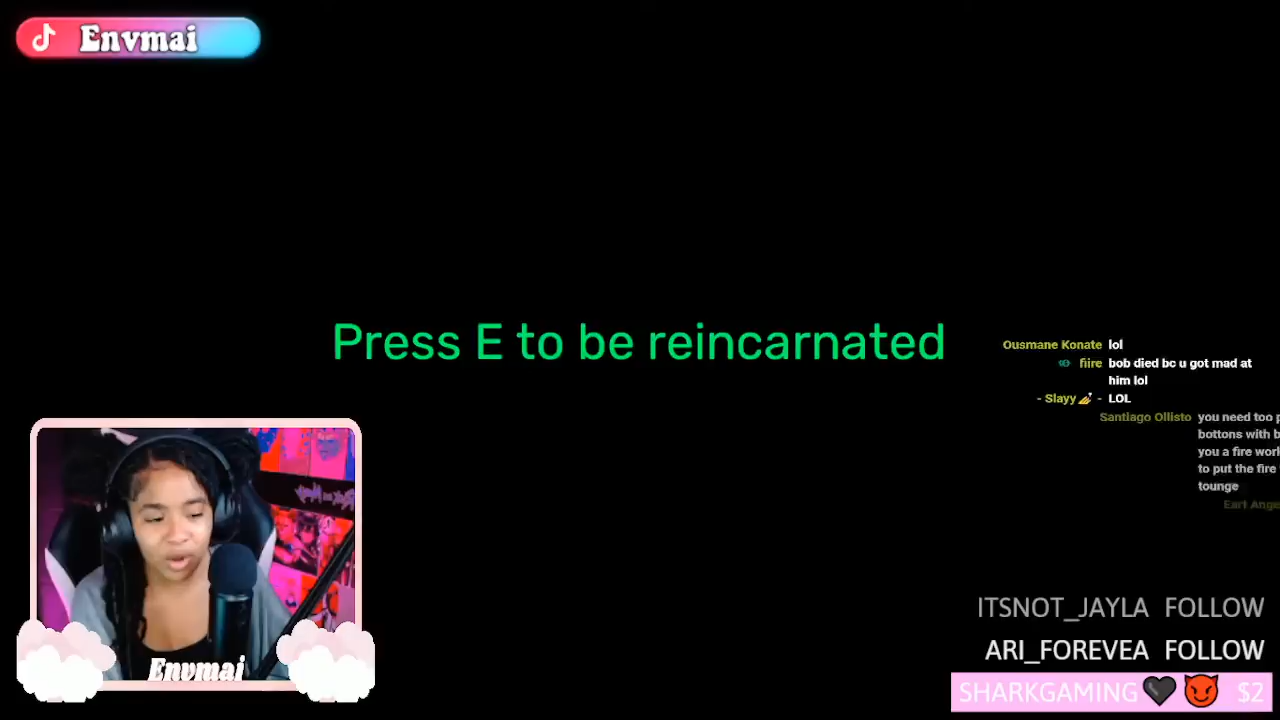 Envmai
Press E to be reincarnated
Ousmane Konate lol
fiire bob died bc u got mad at
him lol
- Slayy💅 - LOL
Santiago Ollisto you need too
bottons with
you a fire
to put the fire
tounge
Earl
Envmai
ITSNOT_JAYLA FOLLOW
ARI_FOREVEA FOLLOW
SHARKGAMING🖤😈 $2